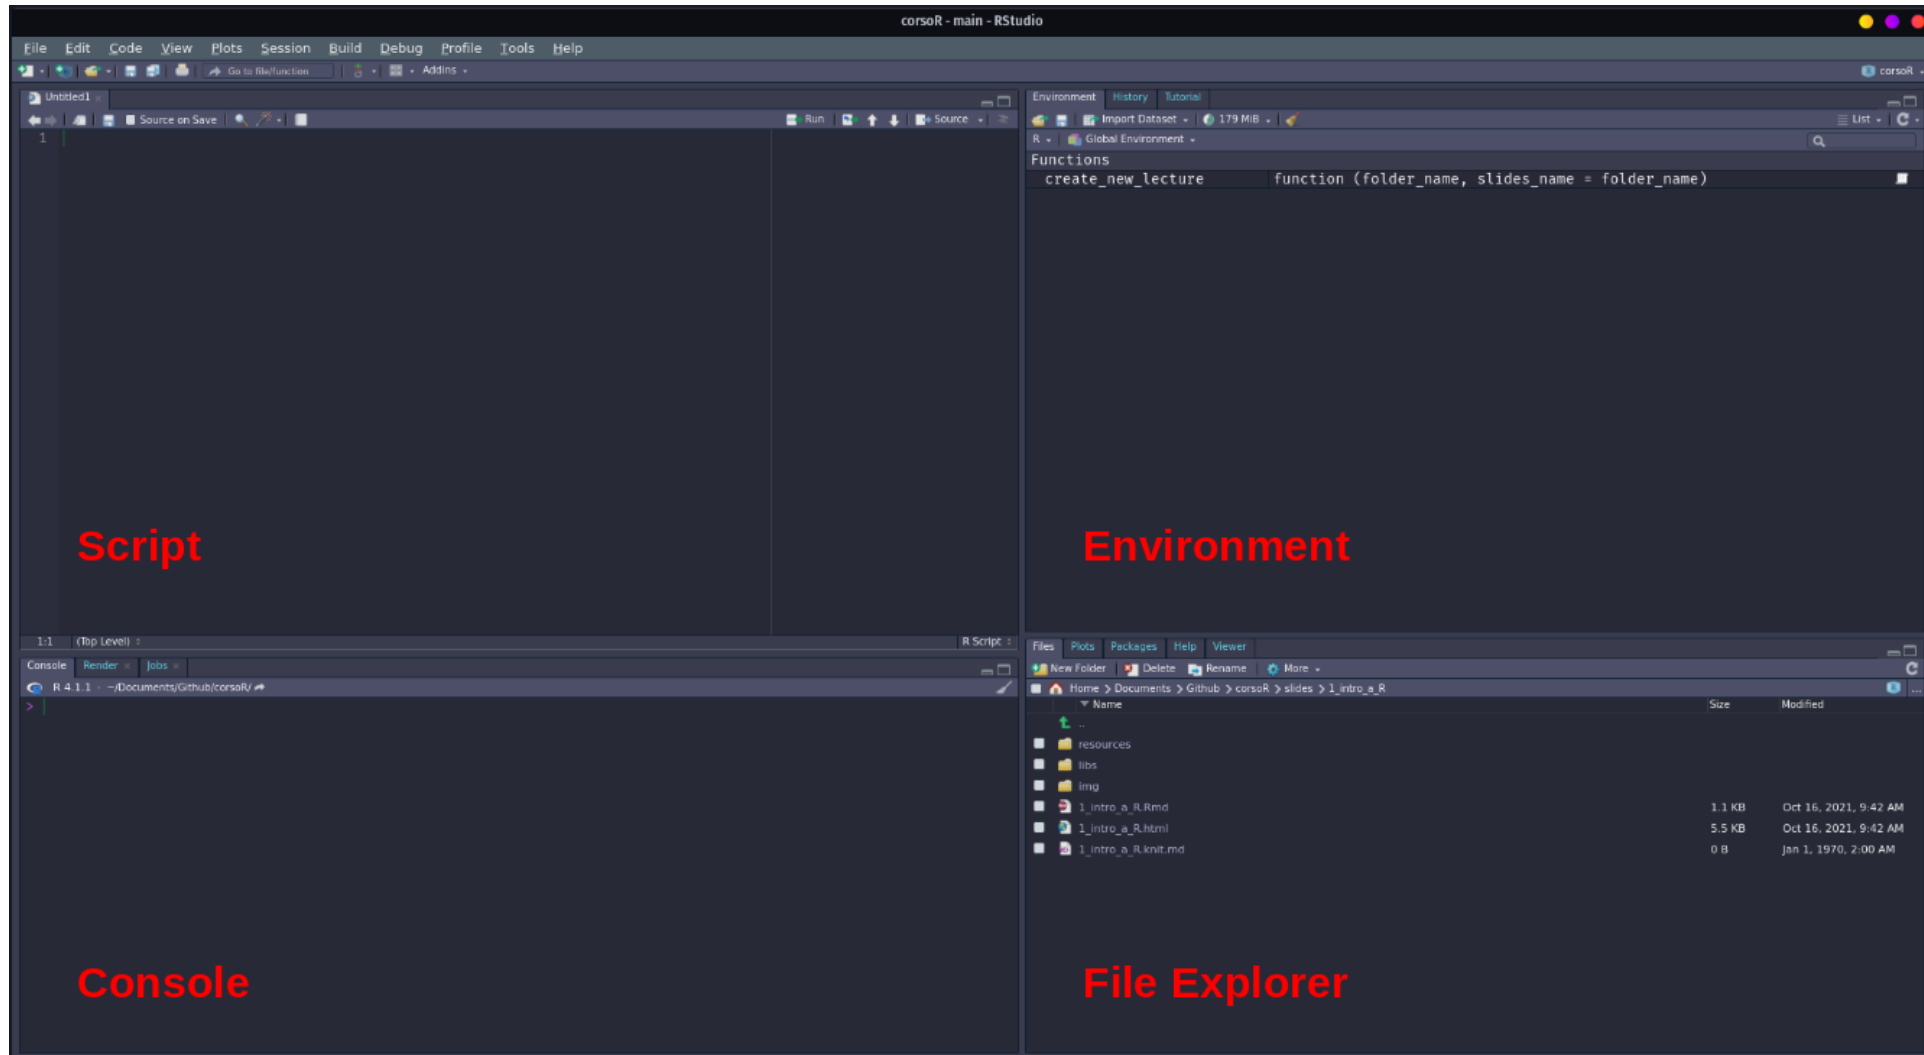 corsoR - main - RStudio
File Edit Code View Plots Session Build Debug Profile Tools Help
Go to file/function Addins
corsoR
Untitled1
Source on Save Run Source
1
Script
1:1 (Top Level) R Script
Environment History Tutorial
Import Dataset 179 MiB List
R Global Environment
Functions
create_new_lecture function (folder_name, slides_name = folder_name)
Environment
Console Render Jobs
R 4.1.1 · ~/Documents/Github/corsoR/
>
Console
Files Plots Packages Help Viewer
New Folder Delete Rename More
Home > Documents > Github > corsoR > slides > 1_intro_a_R
Name Size Modified
..
resources
libs
img
1_intro_a_R.Rmd 1.1 KB Oct 16, 2021, 9:42 AM
1_intro_a_R.html 5.5 KB Oct 16, 2021, 9:42 AM
1_intro_a_R.knit.md 0 B Jan 1, 1970, 2:00 AM
File Explorer